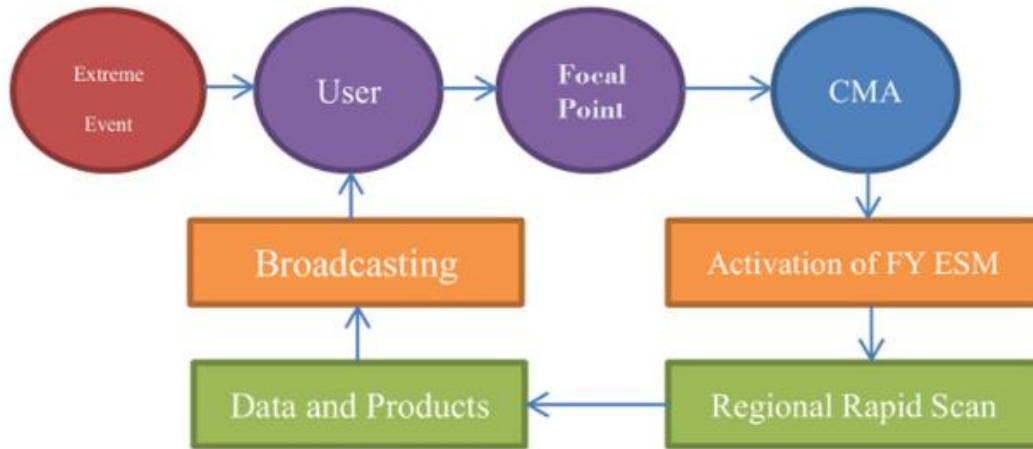 Extreme
Event
User
Focal
Point
CMA
Broadcasting
Activation of FY ESM
Data and Products
Regional Rapid Scan